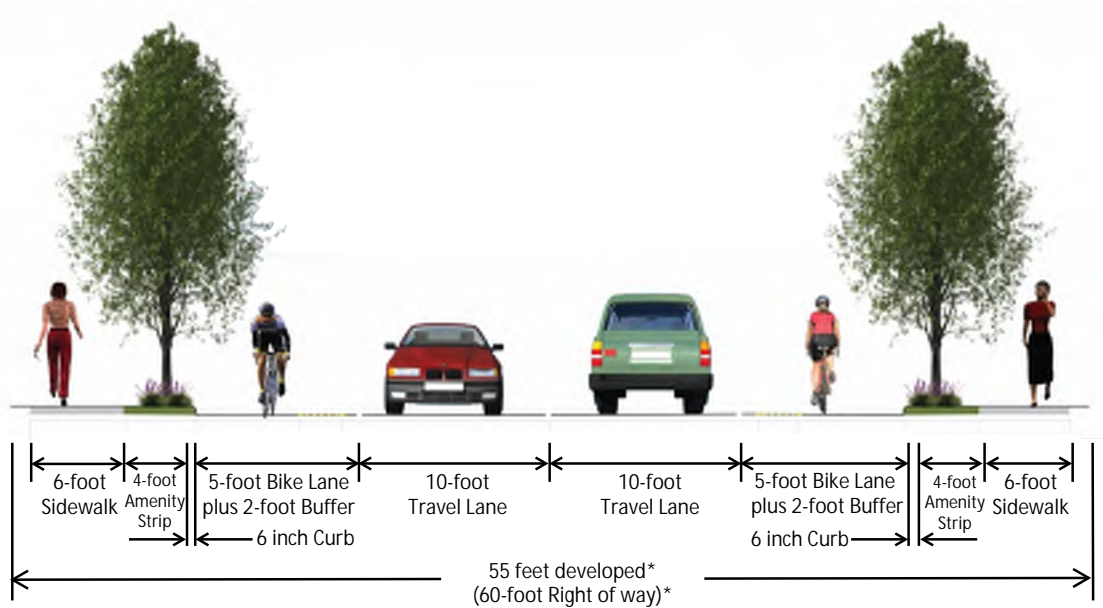 6-foot
Sidewalk
4-foot
Amenity
Strip
5-foot Bike Lane
plus 2-foot Buffer
6 inch Curb
10-foot
Travel Lane
10-foot
Travel Lane
5-foot Bike Lane
plus 2-foot Buffer
6 inch Curb
4-foot
Amenity
Strip
6-foot
Sidewalk
55 feet developed*
(60-foot Right of way)*